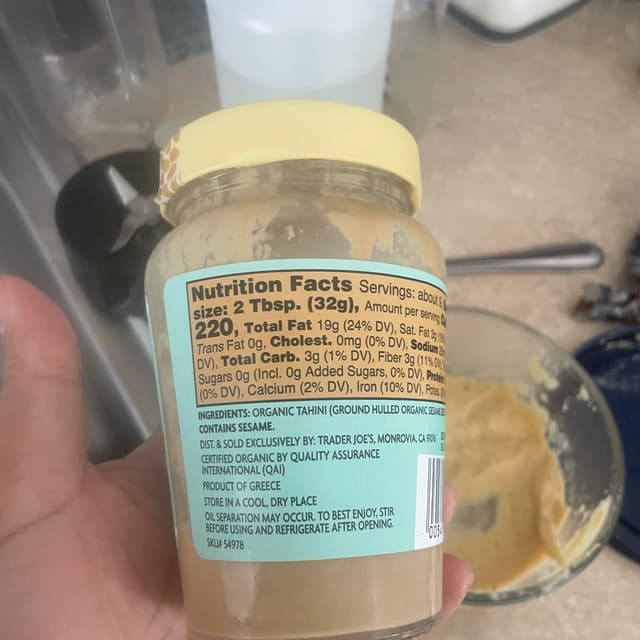 Nutrition Facts Servings: about
size: 2 Tbsp. (32g), Amount per serving
220, Total Fat 19g (24% DV), Sat. Fat 3g
Trans Fat 0g, Cholest. 0mg (0% DV), Sodium
DV), Total Carb. 3g (1% DV), Fiber 3g (11% DV)
Sugars 0g (Incl. 0g Added Sugars, 0% DV),
(0% DV), Calcium (2% DV), Iron (10% DV),
INGREDIENTS: ORGANIC TAHINI (GROUND HULLED ORGANIC
CONTAINS SESAME.
DIST. & SOLD EXCLUSIVELY BY: TRADER JOE'S, MONROVIA, CA 91016
CERTIFIED ORGANIC BY QUALITY ASSURANCE
INTERNATIONAL (QAI)
PRODUCT OF GREECE
STORE IN A COOL, DRY PLACE
OIL SEPARATION MAY OCCUR. TO BEST ENJOY, STIR
BEFORE USING AND REFRIGERATE AFTER OPENING.
SKU# 54978